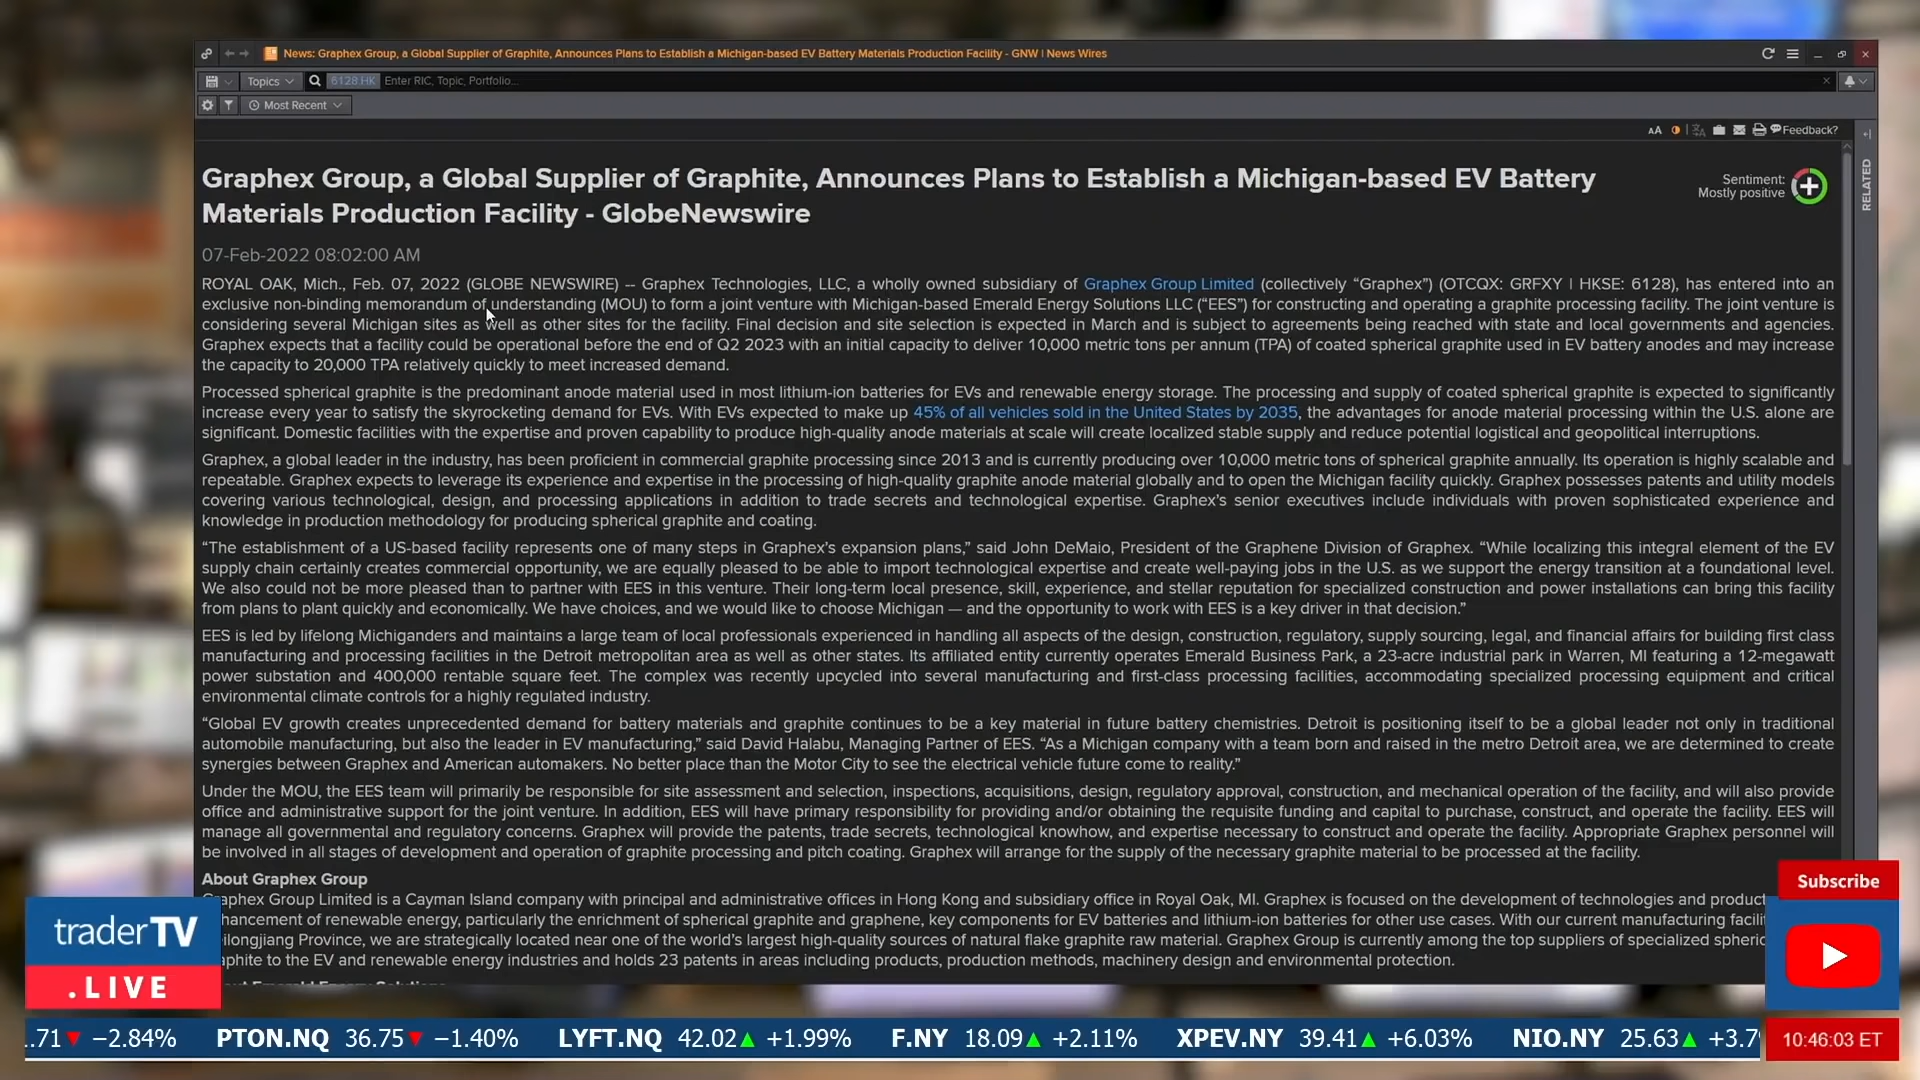 News: Graphex Group, a Global Supplier of Graphite, Announces Plans to Establish a Michigan-based EV Battery Materials Production Facility - GNW | News Wires
Topics
6128.HK Enter RIC, Topic, Portfolio...
Most Recent
AA Feedback?
RELATED
Graphex Group, a Global Supplier of Graphite, Announces Plans to Establish a Michigan-based EV Battery
Materials Production Facility - GlobeNewswire
Sentiment:
Mostly positive
07-Feb-2022 08:02:00 AM
ROYAL OAK, Mich., Feb. 07, 2022 (GLOBE NEWSWIRE) -- Graphex Technologies, LLC, a wholly owned subsidiary of Graphex Group Limited (collectively “Graphex”) (OTCQX: GRFXY | HKSE: 6128), has entered into an
exclusive non-binding memorandum of understanding (MOU) to form a joint venture with Michigan-based Emerald Energy Solutions LLC (“EES”) for constructing and operating a graphite processing facility. The joint venture is
considering several Michigan sites as well as other sites for the facility. Final decision and site selection is expected in March and is subject to agreements being reached with state and local governments and agencies.
Graphex expects that a facility could be operational before the end of Q2 2023 with an initial capacity to deliver 10,000 metric tons per annum (TPA) of coated spherical graphite used in EV battery anodes and may increase
the capacity to 20,000 TPA relatively quickly to meet increased demand.
Processed spherical graphite is the predominant anode material used in most lithium-ion batteries for EVs and renewable energy storage. The processing and supply of coated spherical graphite is expected to significantly
increase every year to satisfy the skyrocketing demand for EVs. With EVs expected to make up 45% of all vehicles sold in the United States by 2035, the advantages for anode material processing within the U.S. alone are
significant. Domestic facilities with the expertise and proven capability to produce high-quality anode materials at scale will create localized stable supply and reduce potential logistical and geopolitical interruptions.
Graphex, a global leader in the industry, has been proficient in commercial graphite processing since 2013 and is currently producing over 10,000 metric tons of spherical graphite annually. Its operation is highly scalable and
repeatable. Graphex expects to leverage its experience and expertise in the processing of high-quality graphite anode material globally and to open the Michigan facility quickly. Graphex possesses patents and utility models
covering various technological, design, and processing applications in addition to trade secrets and technological expertise. Graphex’s senior executives include individuals with proven sophisticated experience and
knowledge in production methodology for producing spherical graphite and coating.
“The establishment of a US-based facility represents one of many steps in Graphex’s expansion plans,” said John DeMaio, President of the Graphene Division of Graphex. “While localizing this integral element of the EV
supply chain certainly creates commercial opportunity, we are equally pleased to be able to import technological expertise and create well-paying jobs in the U.S. as we support the energy transition at a foundational level.
We also could not be more pleased than to partner with EES in this venture. Their long-term local presence, skill, experience, and stellar reputation for specialized construction and power installations can bring this facility
from plans to plant quickly and economically. We have choices, and we would like to choose Michigan — and the opportunity to work with EES is a key driver in that decision.”
EES is led by lifelong Michiganders and maintains a large team of local professionals experienced in handling all aspects of the design, construction, regulatory, supply sourcing, legal, and financial affairs for building first class
manufacturing and processing facilities in the Detroit metropolitan area as well as other states. Its affiliated entity currently operates Emerald Business Park, a 23-acre industrial park in Warren, MI featuring a 12-megawatt
power substation and 400,000 rentable square feet. The complex was recently upcycled into several manufacturing and first-class processing facilities, accommodating specialized processing equipment and critical
environmental climate controls for a highly regulated industry.
“Global EV growth creates unprecedented demand for battery materials and graphite continues to be a key material in future battery chemistries. Detroit is positioning itself to be a global leader not only in traditional
automobile manufacturing, but also the leader in EV manufacturing,” said David Halabu, Managing Partner of EES. “As a Michigan company with a team born and raised in the metro Detroit area, we are determined to create
synergies between Graphex and American automakers. No better place than the Motor City to see the electrical vehicle future come to reality.”
Under the MOU, the EES team will primarily be responsible for site assessment and selection, inspections, acquisitions, design, regulatory approval, construction, and mechanical operation of the facility, and will also provide
office and administrative support for the joint venture. In addition, EES will have primary responsibility for providing and/or obtaining the requisite funding and capital to purchase, construct, and operate the facility. EES will
manage all governmental and regulatory concerns. Graphex will provide the patents, trade secrets, technological knowhow, and expertise necessary to construct and operate the facility. Appropriate Graphex personnel will
be involved in all stages of development and operation of graphite processing and pitch coating. Graphex will arrange for the supply of the necessary graphite material to be processed at the facility.
About Graphex Group
Graphex Group Limited is a Cayman Island company with principal and administrative offices in Hong Kong and subsidiary office in Royal Oak, MI. Graphex is focused on the development of technologies and product
hancement of renewable energy, particularly the enrichment of spherical graphite and graphene, key components for EV batteries and lithium-ion batteries for other use cases. With our current manufacturing facili
ilongjiang Province, we are strategically located near one of the world’s largest high-quality sources of natural flake graphite raw material. Graphex Group is currently among the top suppliers of specialized spheric
aphite to the EV and renewable energy industries and holds 23 patents in areas including products, production methods, machinery design and environmental protection.
traderTV
.LIVE
Subscribe
.71 −2.84% PTON.NQ 36.75 −1.40% LYFT.NQ 42.02 +1.99% F.NY 18.09 +2.11% XPEV.NY 39.41 +6.03% NIO.NY 25.63 +3.7
10:46:03 ET